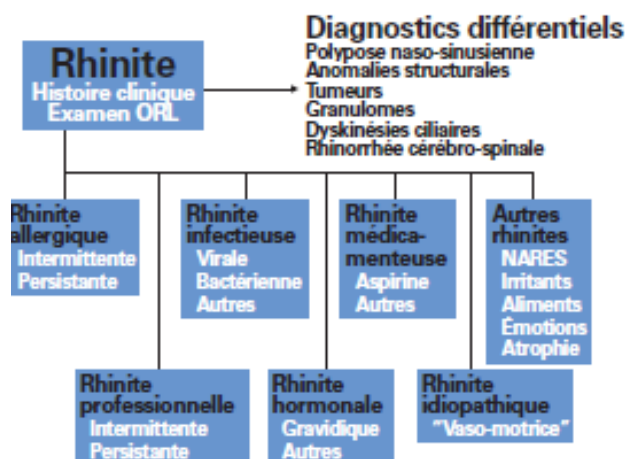 Rhinite
Histoire clinique
Examen ORL
Diagnostics différentiels
Polypose naso-sinusienne
Anomalies structurales
Tumeurs
Granulomes
Dyskinésies ciliaires
Rhinorrhée cérébro-spinale
Rhinite
allergique
Intermittente
Persistante
Rhinite
infectieuse
Virale
Bactérienne
Autres
Rhinite
médica-
menteuse
Aspirine
Autres
Autres
rhinites
NARES
Irritants
Aliments
Émotions
Atrophie
Rhinite
professionnelle
Intermittente
Persistante
Rhinite
hormonale
Gravidique
Autres
Rhinite
idiopathique
"Vaso-motrice"